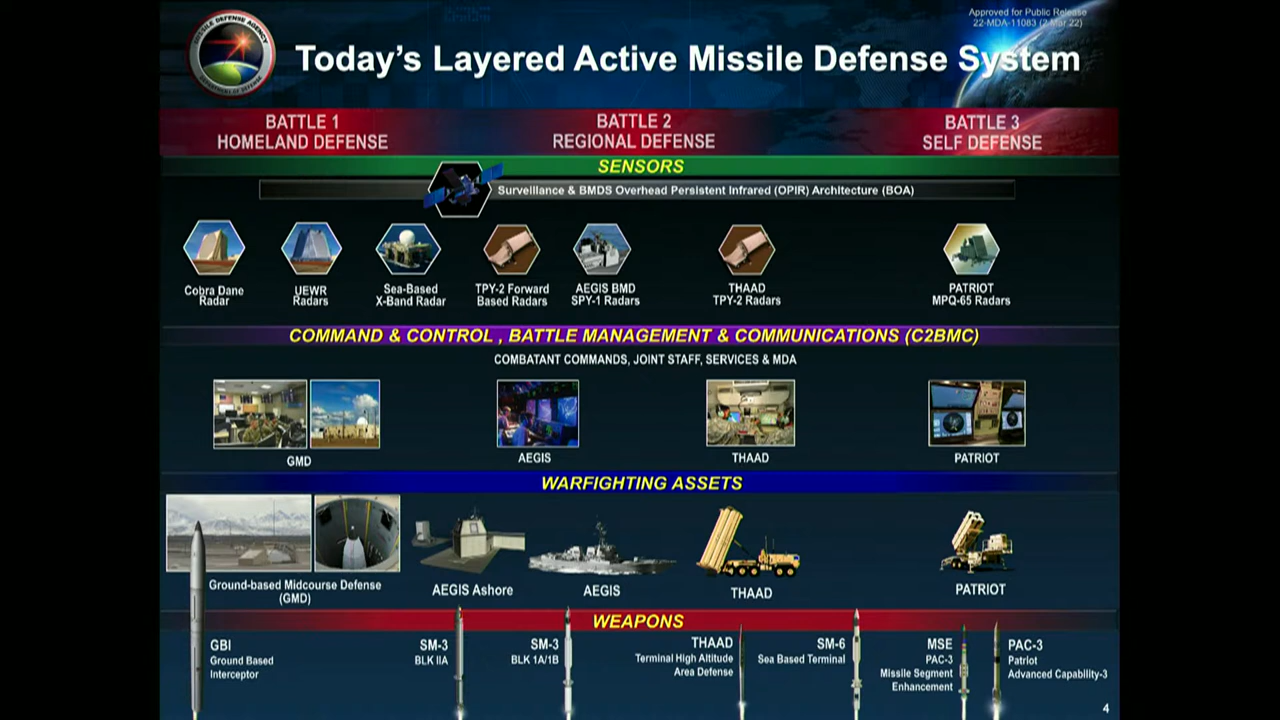 Approved for Public Release
22-MDA-11083 (2 Mar 22)
MISSILE DEFENSE AGENCY
DEPARTMENT OF DEFENSE
Today's Layered Active Missile Defense System
BATTLE 1
HOMELAND DEFENSE
BATTLE 2
REGIONAL DEFENSE
BATTLE 3
SELF DEFENSE
SENSORS
Surveillance & BMDS Overhead Persistent Infrared (OPIR) Architecture (BOA)
Cobra Dane
Radar
UEWR
Radars
Sea-Based
X-Band Radar
TPY-2 Forward
Based Radars
AEGIS BMD
SPY-1 Radars
THAAD
TPY-2 Radars
PATRIOT
MPQ-65 Radars
COMMAND & CONTROL , BATTLE MANAGEMENT & COMMUNICATIONS (C2BMC)
COMBATANT COMMANDS, JOINT STAFF, SERVICES & MDA
GMD
AEGIS
THAAD
PATRIOT
WARFIGHTING ASSETS
Ground-based Midcourse Defense
(GMD)
AEGIS Ashore
AEGIS
THAAD
PATRIOT
WEAPONS
GBI
Ground Based
Interceptor
SM-3
BLK IIA
SM-3
BLK 1A/1B
THAAD
Terminal High Altitude
Area Defense
SM-6
Sea Based Terminal
MSE
PAC-3
Missile Segment
Enhancement
PAC-3
Patriot
Advanced Capability-3
4